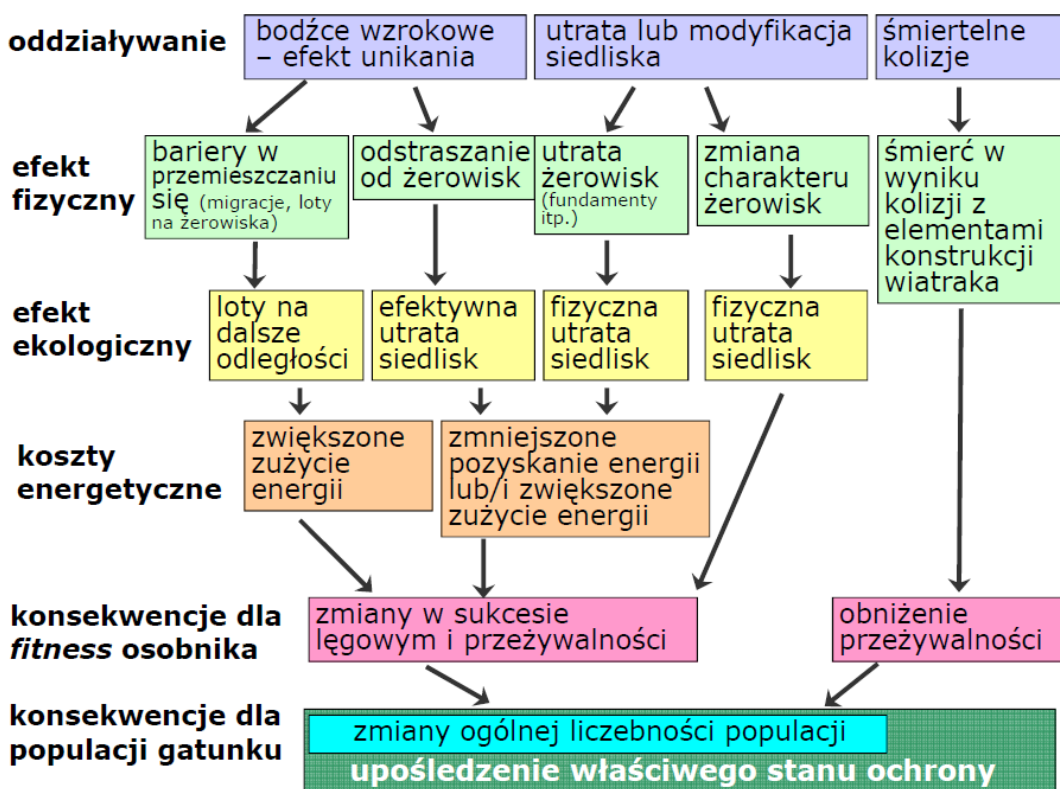 oddziaływanie
bodźce wzrokowe
– efekt unikania
utrata lub modyfikacja
siedliska
śmiertelne
kolizje
efekt
fizyczny
bariery w
przemieszczaniu
się (migracje, loty
na żerowiska)
odstraszanie
od żerowisk
utrata
żerowisk
(fundamenty
itp.)
zmiana
charakteru
żerowisk
śmierć w
wyniku
kolizji z
elementami
konstrukcji
wiatraka
efekt
ekologiczny
loty na
dalsze
odległości
efektywna
utrata
siedlisk
fizyczna
utrata
siedlisk
fizyczna
utrata
siedlisk
koszty
energetyczne
zwiększone
zużycie
energii
zmniejszone
pozyskanie energii
lub/i zwiększone
zużycie energii
konsekwencje dla
fitness osobnika
zmiany w sukcesie
lęgowym i przeżywalności
obniżenie
przeżywalności
konsekwencje dla
populacji gatunku
zmiany ogólnej liczebności populacji
upośledzenie właściwego stanu ochrony